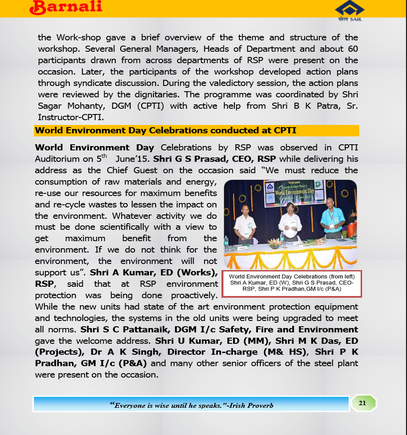 Barnali
सेल SAIL
the Work-shop gave a brief overview of the theme and structure of the
workshop. Several General Managers, Heads of Department and about 60
participants drawn from across departments of RSP were present on the
occasion. Later, the participants of the workshop developed action plans
through syndicate discussion. During the valedictory session, the action plans
were reviewed by the dignitaries. The programme was coordinated by Shri
Sagar Mohanty, DGM (CPTI) with active help from Shri B K Patra, Sr.
Instructor-CPTI.
World Environment Day Celebrations conducted at CPTI
World Environment Day Celebrations by RSP was observed in CPTI
Auditorium on 5th June'15. Shri G S Prasad, CEO, RSP while delivering his
address as the Chief Guest on the occasion said "We must reduce the
consumption of raw materials and energy,
re-use our resources for maximum benefits
and re-cycle wastes to lessen the impact on
the environment. Whatever activity we do
must be done scientifically with a view to
get maximum benefit from the
environment. If we do not think for the
environment, the environment will not
support us". Shri A Kumar, ED (Works),
RSP, said that at RSP environment
protection was being done proactively.
World Environment Day Celebrations (from left)
Shri A Kumar, ED (W), Shri G S Prasad, CEO-
RSP, Shri P K Pradhan,GM I/c (P&A)
While the new units had state of the art environment protection equipment
and technologies, the systems in the old units were being upgraded to meet
all norms. Shri S C Pattanaik, DGM I/c Safety, Fire and Environment
gave the welcome address. Shri U Kumar, ED (MM), Shri M K Das, ED
(Projects), Dr A K Singh, Director In-charge (M& HS), Shri P K
Pradhan, GM I/c (P&A) and many other senior officers of the steel plant
were present on the occasion.
"Everyone is wise until he speaks."-Irish Proverb
21